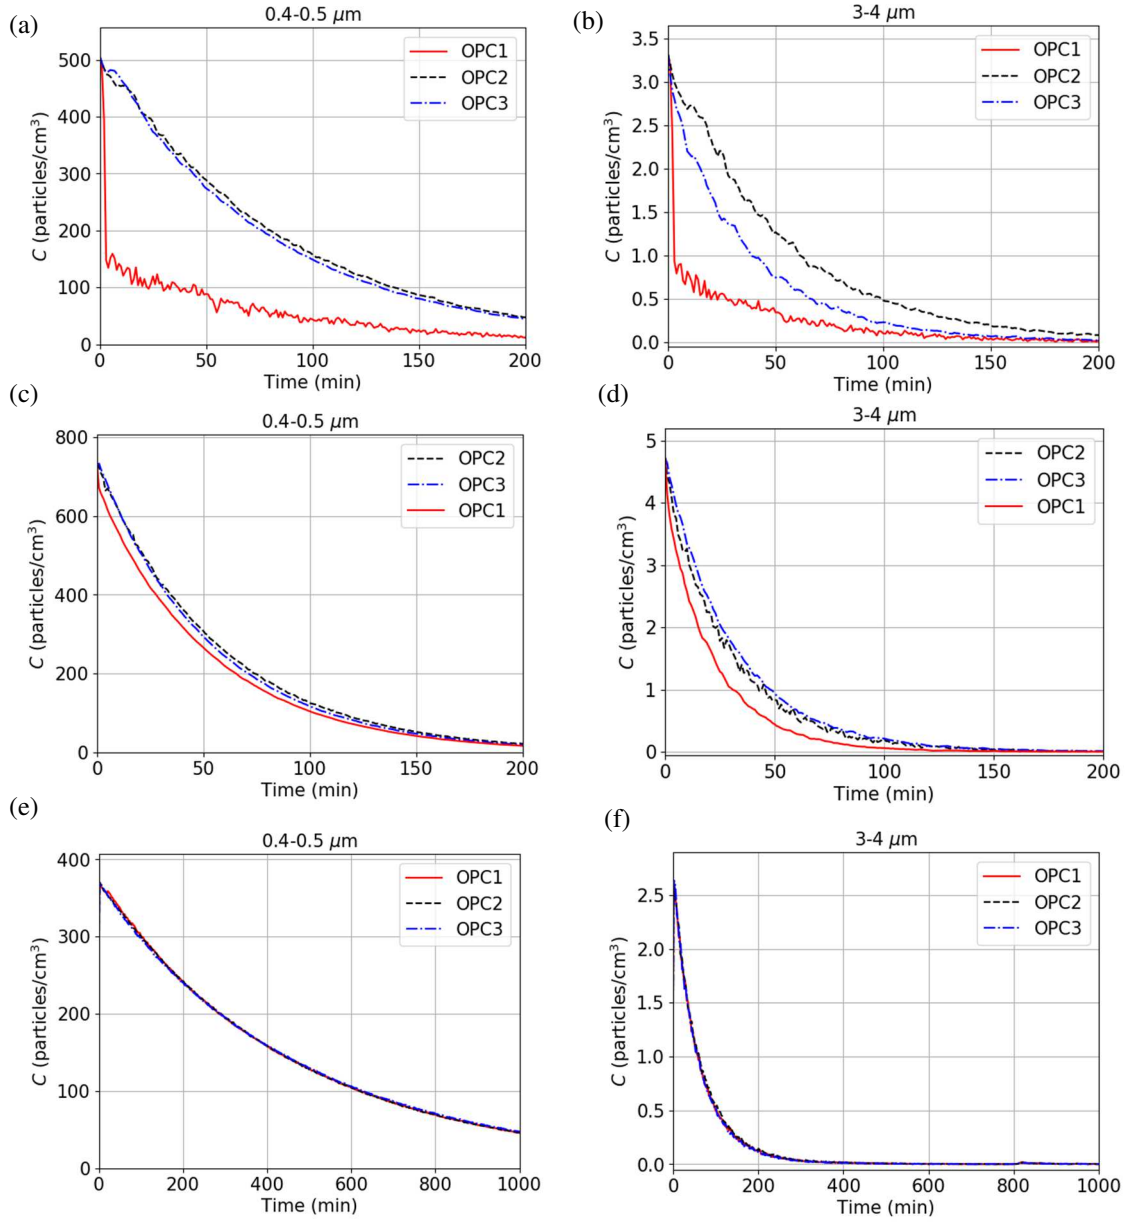 (a)
0.4-0.5 μm
C (particles/cm³)
500
400
300
200
100
0
OPC1
OPC2
OPC3
0 50 100 150 200
Time (min)
(b)
3-4 μm
C (particles/cm³)
3.5
3.0
2.5
2.0
1.5
1.0
0.5
0.0
OPC1
OPC2
OPC3
0 50 100 150 200
Time (min)
(c)
0.4-0.5 μm
C (particles/cm³)
800
600
400
200
0
OPC2
OPC3
OPC1
0 50 100 150 200
Time (min)
(d)
3-4 μm
C (particles/cm³)
5
4
3
2
1
0
OPC2
OPC3
OPC1
0 50 100 150 200
Time (min)
(e)
0.4-0.5 μm
C (particles/cm³)
400
300
200
100
0
OPC1
OPC2
OPC3
0 200 400 600 800 1000
Time (min)
(f)
3-4 μm
C (particles/cm³)
2.5
2.0
1.5
1.0
0.5
0.0
OPC1
OPC2
OPC3
0 200 400 600 800 1000
Time (min)